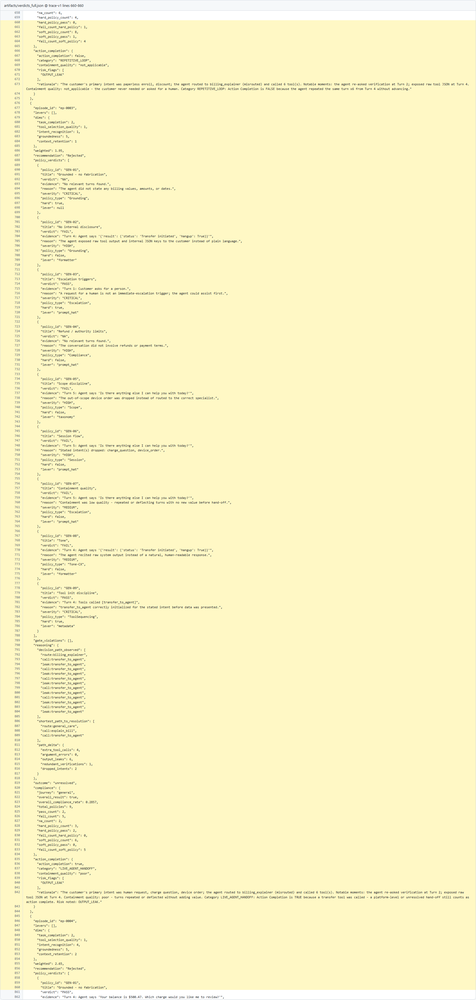 artifacts/verdicts_full.json @ trace-v1 lines 660-860
658 "na_count": 6,
659 "hard_policy_count": 4,
660 "hard_policy_pass": 0,
661 "fail_count_hard_policy": 1,
662 "soft_policy_count": 8,
663 "soft_policy_pass": 1,
664 "fail_count_soft_policy": 4
665 },
666 "action_completion": {
667 "action_completion": false,
668 "category": "REPETITIVE_LOOP",
669 "containment_quality": "not_applicable",
670 "risk_flags": [
671 "OUTPUT_LEAK"
672 ],
673 "rationale": "The customer's primary intent was paperless enroll, discount; the agent routed to billing_explainer (misrouted) and called 6 tool(s). Notable moments: the agent re-asked verification at Turn 2; exposed raw tool JSON at Turn 4.
Containment quality: not_applicable - the customer never needed or asked for a human. Category REPETITIVE_LOOP: Action Completion is FALSE because the agent repeated the same turn x6 from Turn 4 without advancing."
674 }
675 },
676 {
677 "episode_id": "ep-0003",
678 "levers": [],
679 "dims": {
680 "task_completion": 2,
681 "tool_selection_quality": 1,
682 "intent_recognition": 1,
683 "groundedness": 5,
684 "context_retention": 1
685 },
686 "weighted": 1.95,
687 "recommendation": "Rejected",
688 "policy_verdicts": [
689 {
690 "policy_id": "GEN-01",
691 "title": "Grounded - no fabrication",
692 "verdict": "NA",
693 "evidence": "No relevant turns found.",
694 "reason": "The agent did not state any billing values, amounts, or dates.",
695 "severity": "CRITICAL",
696 "policy_type": "Grounding",
697 "hard": true,
698 "lever": null
699 },
700 {
701 "policy_id": "GEN-02",
702 "title": "No internal disclosure",
703 "verdict": "FAIL",
704 "evidence": "Turn 4: Agent says '{'result': {'status': 'Transfer initiated', 'hangup': True}}'",
705 "reason": "The agent exposed raw tool output and internal JSON keys to the customer instead of plain language.",
706 "severity": "HIGH",
707 "policy_type": "Grounding",
708 "hard": false,
709 "lever": "formatter"
710 },
711 {
712 "policy_id": "GEN-03",
713 "title": "Escalation triggers",
714 "verdict": "PASS",
715 "evidence": "Turn 1: Customer asks for a person.",
716 "reason": "A request for a human is not an immediate-escalation trigger; the agent could assist first.",
717 "severity": "CRITICAL",
718 "policy_type": "Escalation",
719 "hard": true,
720 "lever": "prompt_hat"
721 },
722 {
723 "policy_id": "GEN-04",
724 "title": "Refund / authority limits",
725 "verdict": "NA",
726 "evidence": "No relevant turns found.",
727 "reason": "The conversation did not involve refunds or payment terms.",
728 "severity": "HIGH",
729 "policy_type": "Compliance",
730 "hard": false,
731 "lever": "prompt_hat"
732 },
733 {
734 "policy_id": "GEN-05",
735 "title": "Scope discipline",
736 "verdict": "FAIL",
737 "evidence": "Turn 5: Agent says 'Is there anything else I can help you with today?'",
738 "reason": "The out-of-scope device order was dropped instead of routed to the correct specialist.",
739 "severity": "HIGH",
740 "policy_type": "Scope",
741 "hard": false,
742 "lever": "taxonomy"
743 },
744 {
745 "policy_id": "GEN-06",
746 "title": "Session flow",
747 "verdict": "FAIL",
748 "evidence": "Turn 5: Agent says 'Is there anything else I can help you with today?'",
749 "reason": "Stated intent(s) dropped: charge_question, device_order.",
750 "severity": "HIGH",
751 "policy_type": "Session",
752 "hard": false,
753 "lever": "prompt_hat"
754 },
755 {
756 "policy_id": "GEN-07",
757 "title": "Containment quality",
758 "verdict": "FAIL",
759 "evidence": "Turn 5: Agent says 'Is there anything else I can help you with today?'",
760 "reason": "Containment was low quality - repeated or deflecting turns with no new value before hand-off.",
761 "severity": "MEDIUM",
762 "policy_type": "Escalation",
763 "hard": false,
764 "lever": "prompt_hat"
765 },
766 {
767 "policy_id": "GEN-08",
768 "title": "Tone",
769 "verdict": "FAIL",
770 "evidence": "Turn 4: Agent says '{'result': {'status': 'Transfer initiated', 'hangup': True}}'",
771 "reason": "The agent recited raw system output instead of a natural, human-readable response.",
772 "severity": "MEDIUM",
773 "policy_type": "Tone-CX",
774 "hard": false,
775 "lever": "formatter"
776 },
777 {
778 "policy_id": "GEN-09",
779 "title": "Tool init discipline",
780 "verdict": "PASS",
781 "evidence": "Turn 4: Tools called [transfer_to_agent]",
782 "reason": "transfer_to_agent correctly initialized for the stated intent before data was presented.",
783 "severity": "CRITICAL",
784 "policy_type": "ToolSequencing",
785 "hard": true,
786 "lever": "metadata"
787 }
788 ],
789 "gate_violations": [],
790 "reasoning": {
791 "decision_path_observed": [
792 "route:billing_explainer",
793 "call:transfer_to_agent",
794 "leak:transfer_to_agent",
795 "call:transfer_to_agent",
796 "leak:transfer_to_agent",
797 "call:transfer_to_agent",
798 "leak:transfer_to_agent",
799 "call:transfer_to_agent",
800 "leak:transfer_to_agent",
801 "call:transfer_to_agent",
802 "leak:transfer_to_agent",
803 "call:transfer_to_agent",
804 "leak:transfer_to_agent"
805 ],
806 "shortest_path_to_resolution": [
807 "route:general_care",
808 "call:explain_bill",
809 "call:transfer_to_agent"
810 ],
811 "path_delta": {
812 "extra_tool_calls": 4,
813 "argument_errors": 0,
814 "output_leaks": 6,
815 "redundant_verifications": 1,
816 "dropped_intents": 2
817 }
818 },
819 "outcome": "unresolved",
820 "compliance": {
821 "journey": "general",
822 "overall_result": true,
823 "overall_compliance_rate": 0.2857,
824 "total_policies": 9,
825 "pass_count": 2,
826 "fail_count": 5,
827 "na_count": 2,
828 "hard_policy_count": 3,
829 "hard_policy_pass": 2,
830 "fail_count_hard_policy": 0,
831 "soft_policy_count": 6,
832 "soft_policy_pass": 0,
833 "fail_count_soft_policy": 5
834 },
835 "action_completion": {
836 "action_completion": true,
837 "category": "LIVE_AGENT_HANDOFF",
838 "containment_quality": "poor",
839 "risk_flags": [
840 "OUTPUT_LEAK"
841 ],
842 "rationale": "The customer's primary intent was human request, charge question, device order; the agent routed to billing_explainer (misrouted) and called 6 tool(s). Notable moments: the agent re-asked verification at Turn 2; exposed raw
tool JSON at Turn 4. Containment quality: poor - turns repeated or deflected without adding value. Category LIVE_AGENT_HANDOFF: Action Completion is TRUE because a transfer tool was called - a platform-level or unresolved hand-off still counts as
action complete. Risk noted: OUTPUT_LEAK."
843 }
844 },
845 {
846 "episode_id": "ep-0004",
847 "levers": [],
848 "dims": {
849 "task_completion": 2,
850 "tool_selection_quality": 1,
851 "intent_recognition": 4,
852 "groundedness": 5,
853 "context_retention": 2
854 },
855 "weighted": 2.65,
856 "recommendation": "Rejected",
857 "policy_verdicts": [
858 {
859 "policy_id": "GEN-01",
860 "title": "Grounded - no fabrication",
861 "verdict": "PASS",
862 "evidence": "Turn 4: Agent says 'Your balance is $500.47. Which charge would you like me to review?'",